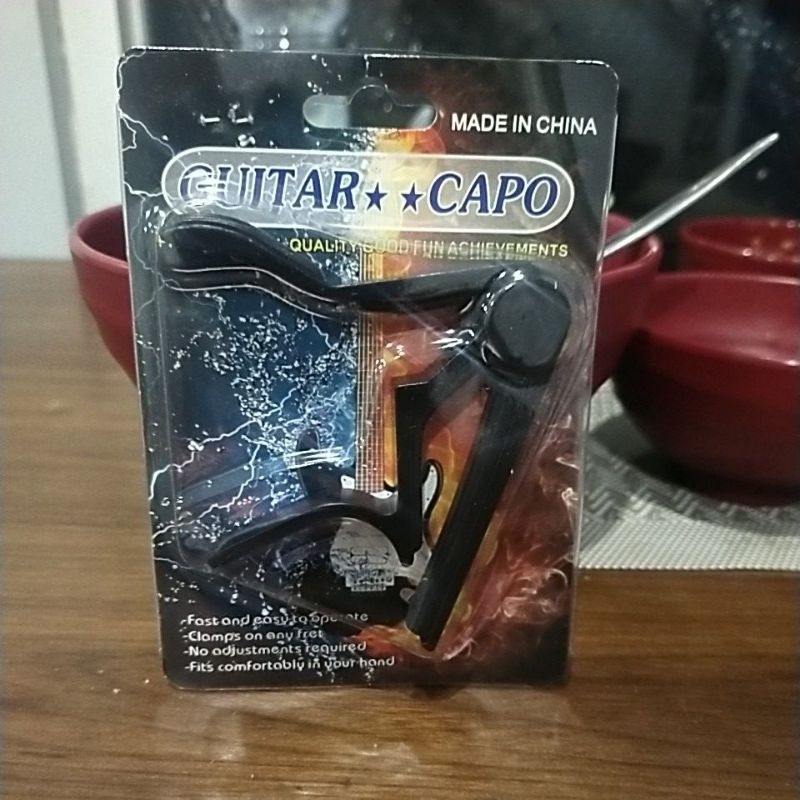 MADE IN CHINA
GUITAR★ ★CAPO
QUALITY GOOD FUN ACHIEVEMENTS
-Fast and easy to operate
-Clamps on any fret
-No adjustments required
-Fits comfortably in your hand